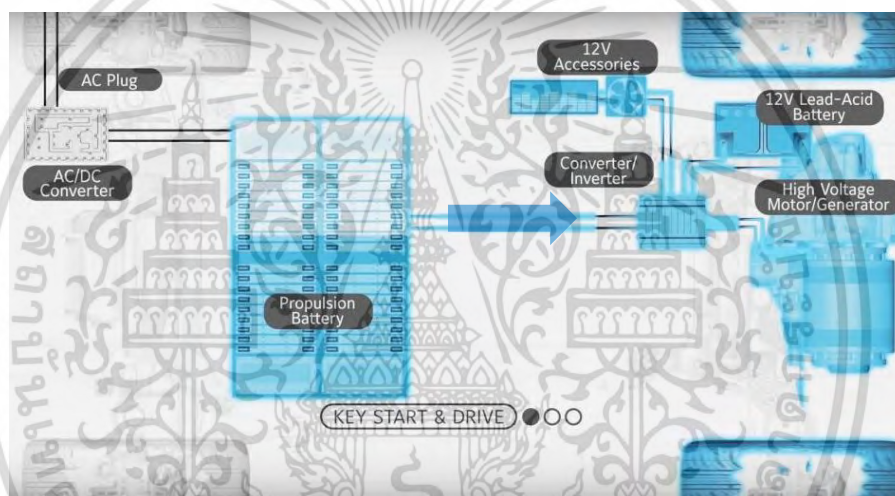 AC Plug
AC/DC
Converter
12V
Accessories
12V Lead-Acid
Battery
Converter/
Inverter
High Voltage
Motor/Generator
Propulsion
Battery
KEY START & DRIVE